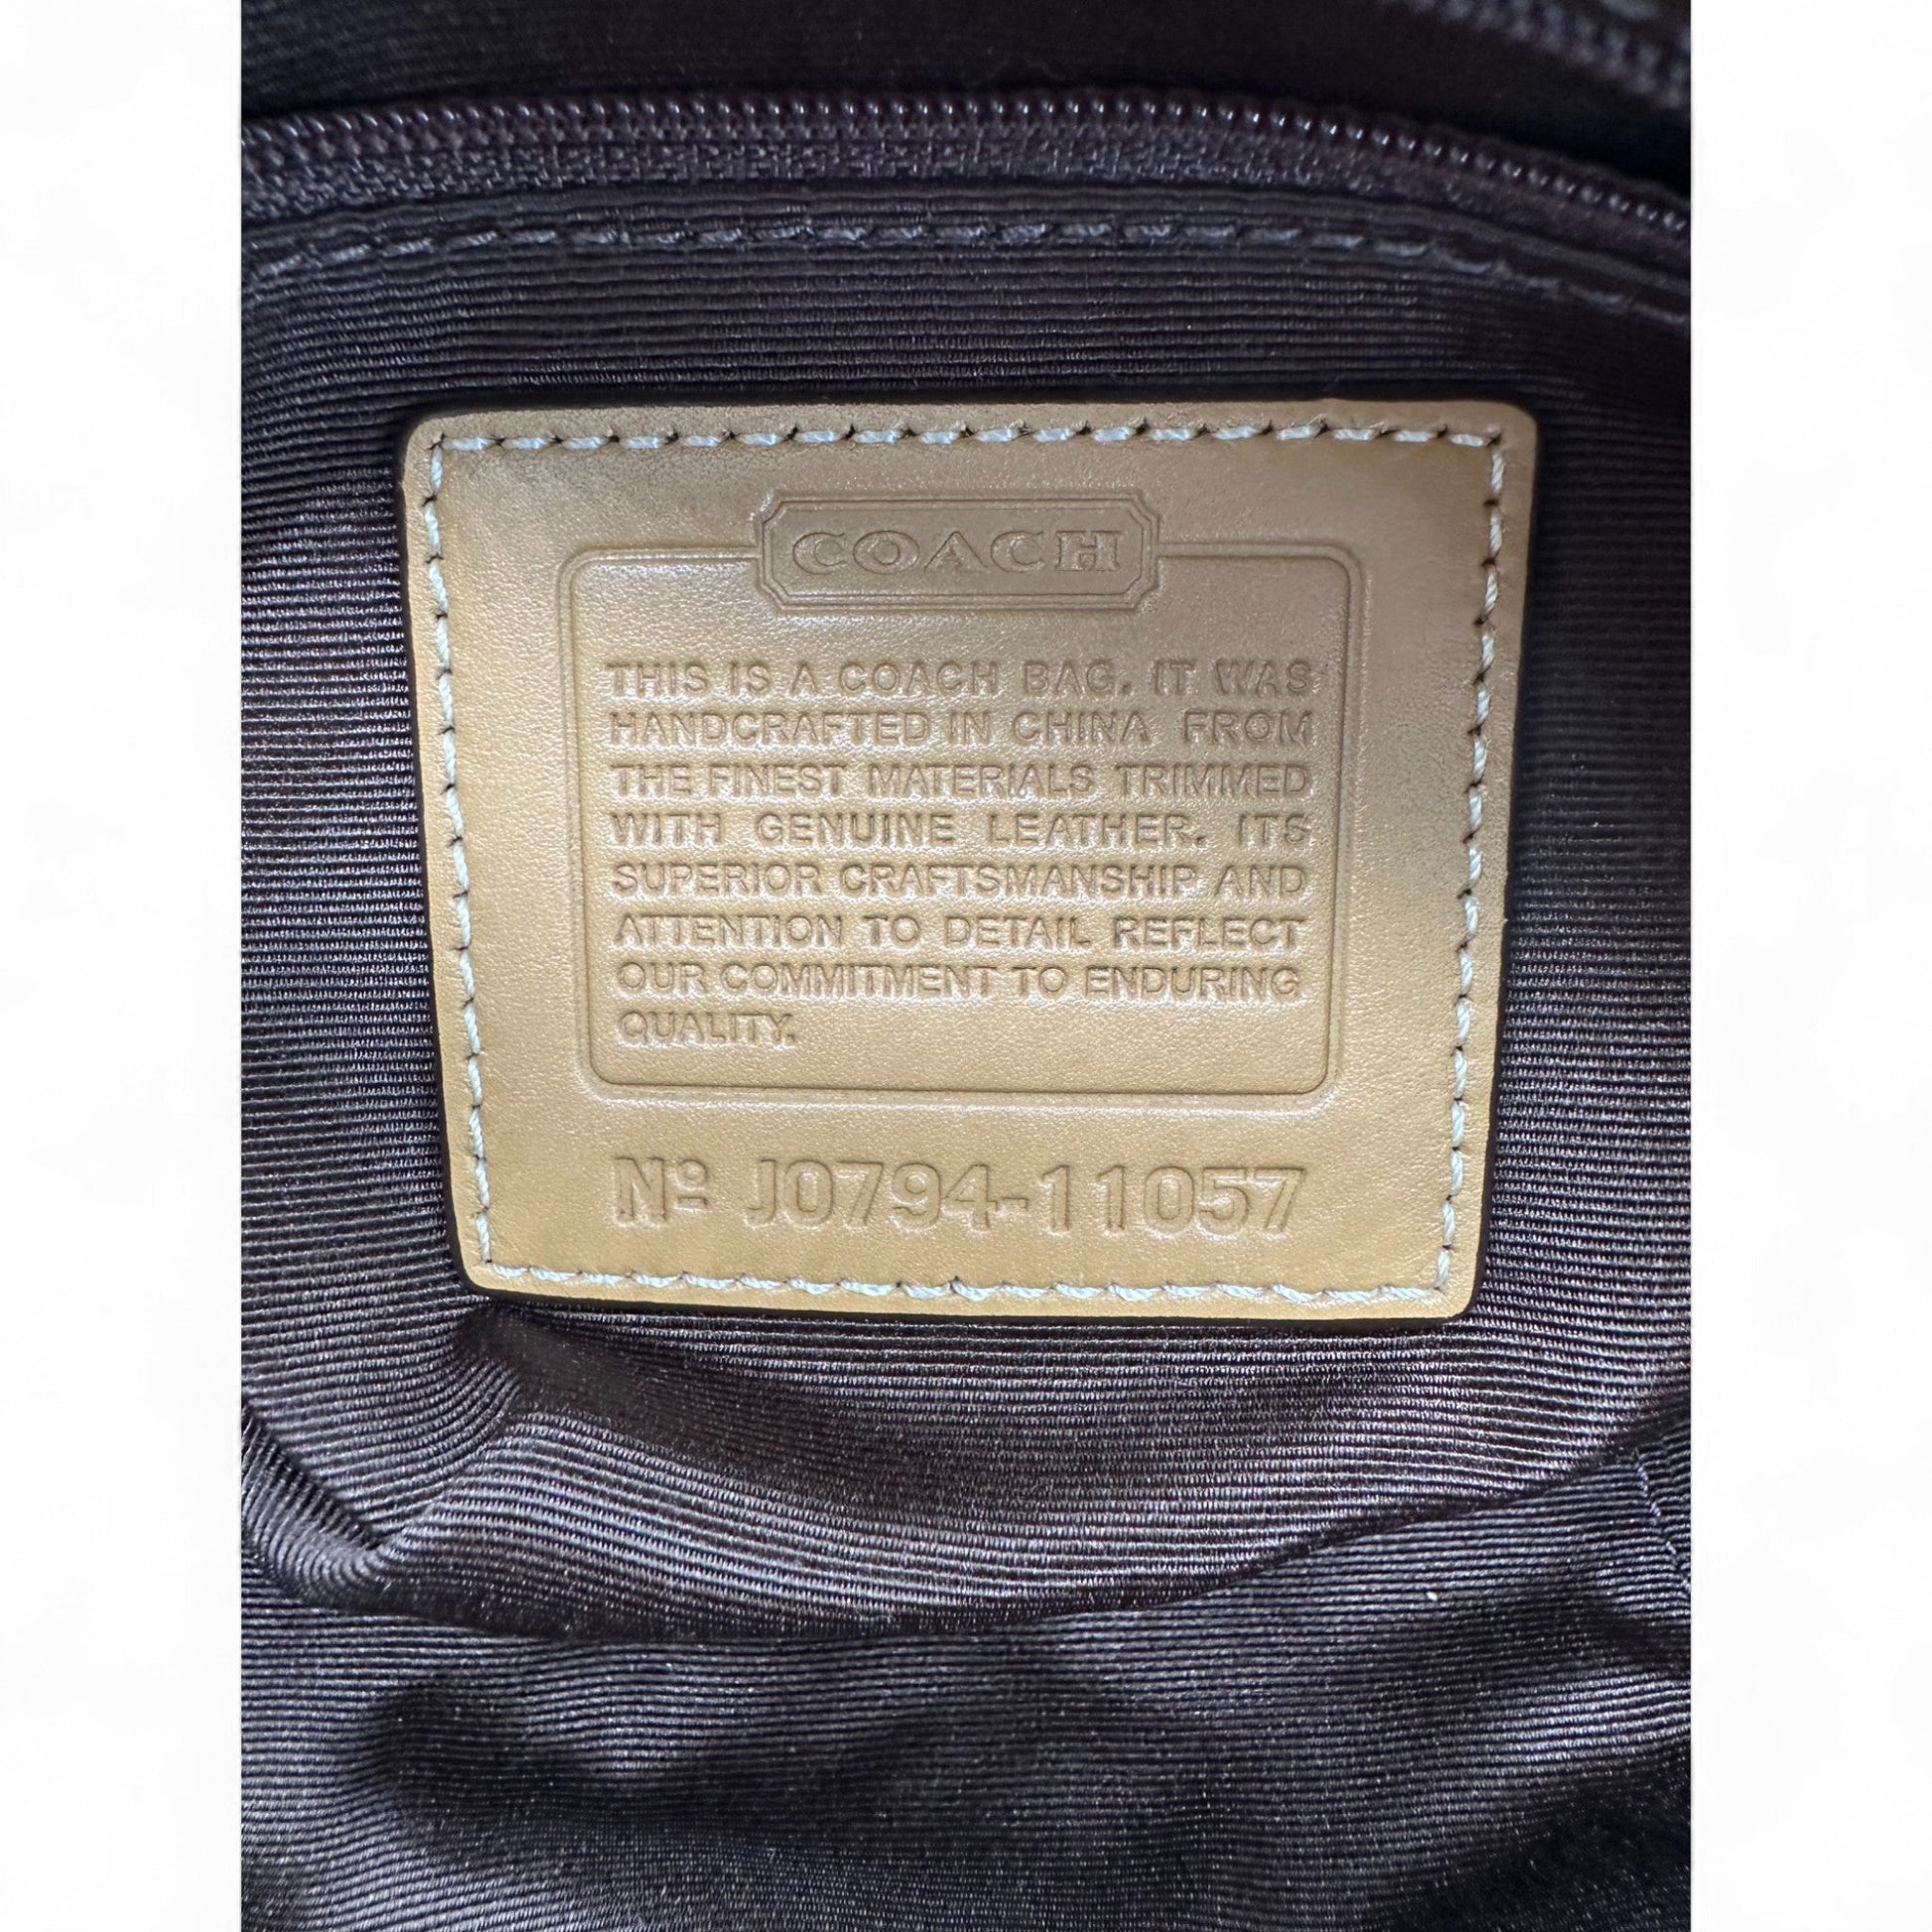 COACH
THIS IS A COACH BAG. IT WAS
HANDCRAFTED IN CHINA FROM
THE FINEST MATERIALS TRIMMED
WITH GENUINE LEATHER. ITS
SUPERIOR CRAFTSMANSHIP AND
ATTENTION TO DETAIL REFLECT
OUR COMMITMENT TO ENDURING
QUALITY.
Nº J0794-11057